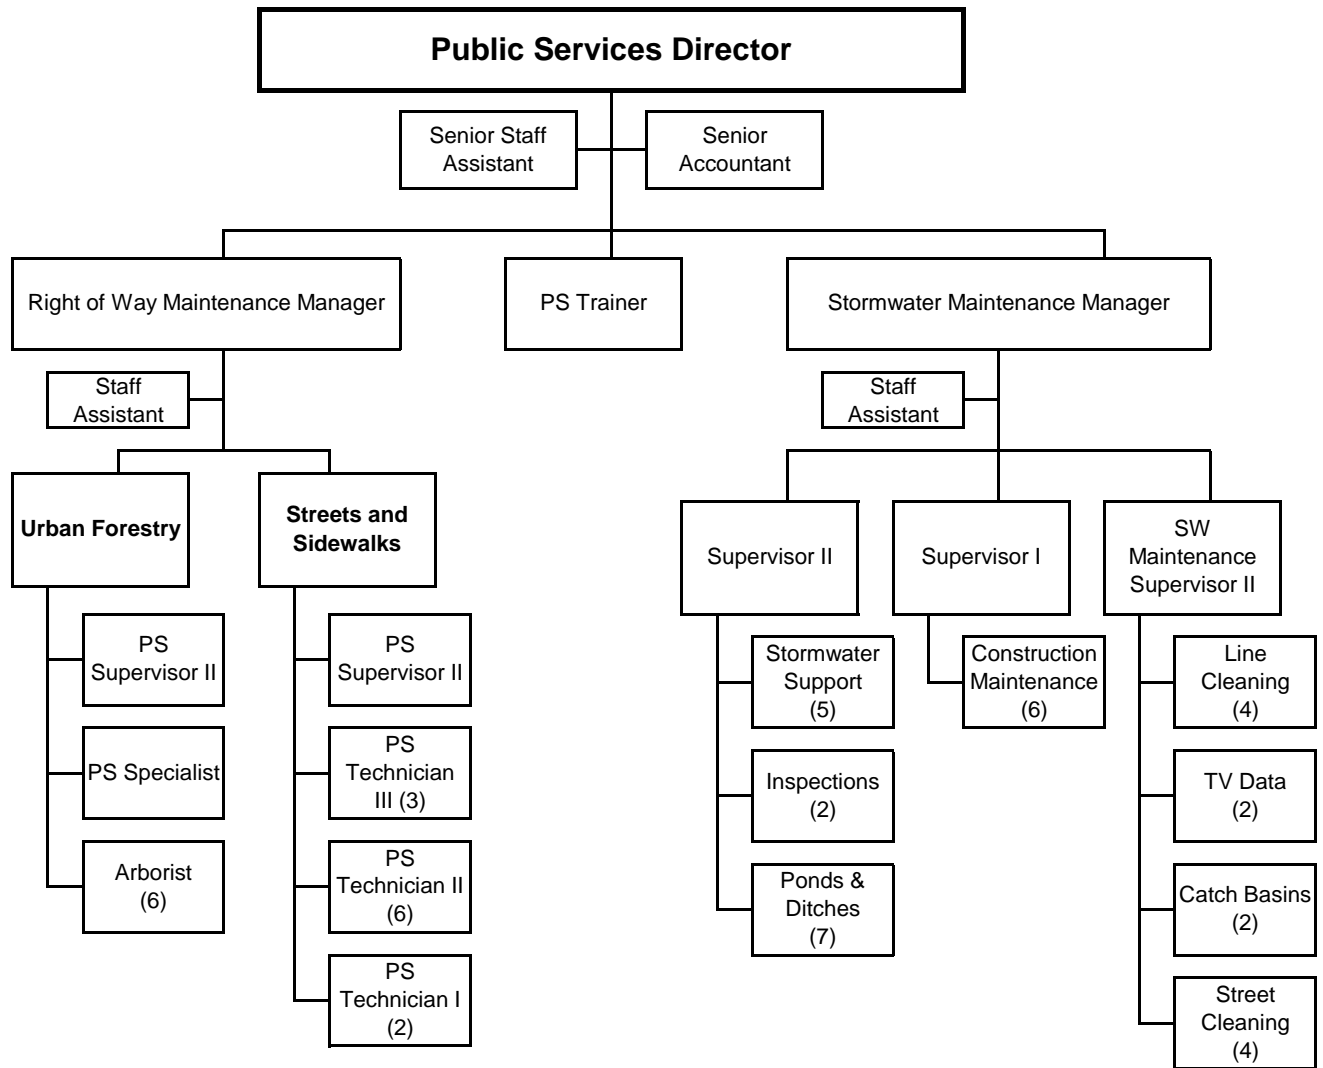 Public Services Director
Senior Staff
Assistant
Senior
Accountant
Right of Way Maintenance Manager
PS Trainer
Stormwater Maintenance Manager
Staff
Assistant
Staff
Assistant
Urban Forestry
Streets and
Sidewalks
Supervisor II
Supervisor I
SW
Maintenance
Supervisor II
PS
Supervisor II
PS Specialist
Arborist
(6)
PS
Supervisor II
PS
Technician
III (3)
PS
Technician II
(6)
PS
Technician I
(2)
Stormwater
Support
(5)
Inspections
(2)
Ponds &
Ditches
(7)
Construction
Maintenance
(6)
Line
Cleaning
(4)
TV Data
(2)
Catch Basins
(2)
Street
Cleaning
(4)